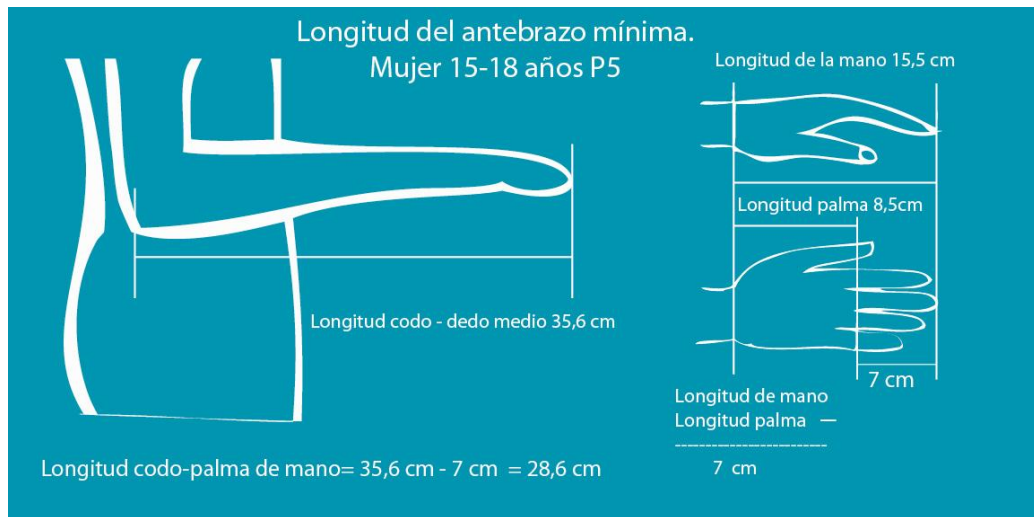 Longitud del antebrazo mínima.
Mujer 15-18 años P5
Longitud de la mano 15,5 cm
Longitud palma 8,5cm
Longitud codo - dedo medio 35,6 cm
7 cm
Longitud de mano
Longitud palma —
-------------------------
7 cm
Longitud codo-palma de mano= 35,6 cm - 7 cm = 28,6 cm